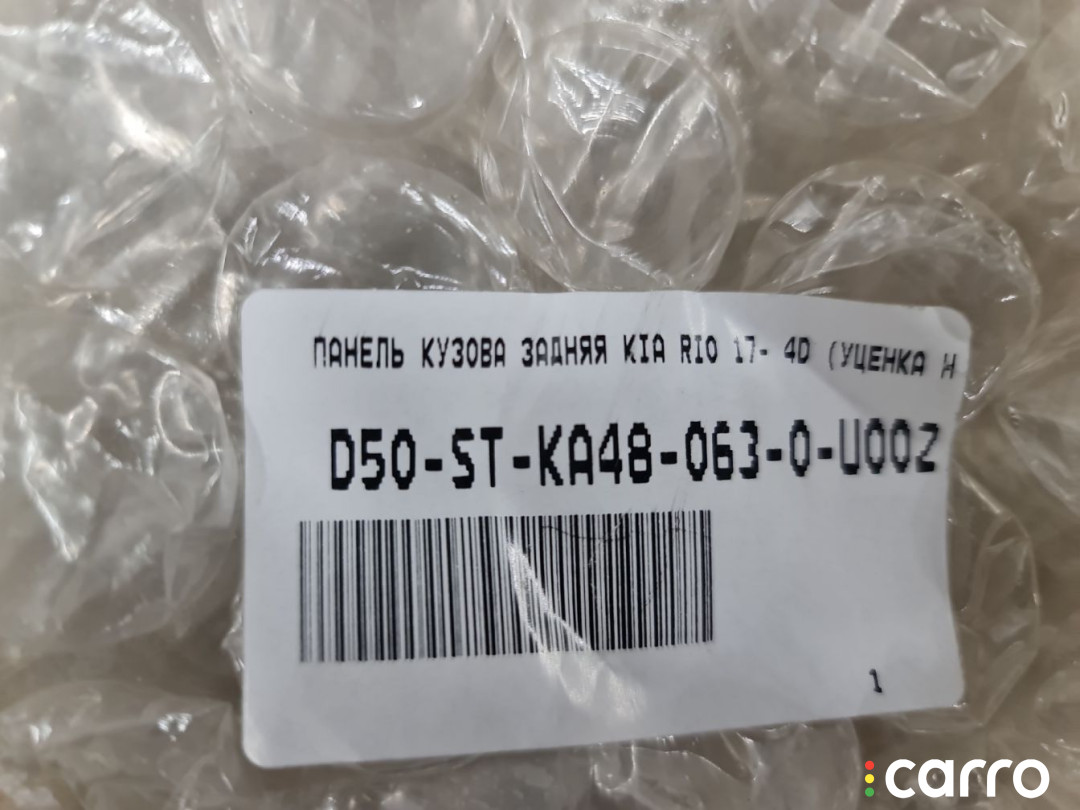 ПАНЕЛЬ КУЗОВА ЗАДНЯЯ KIA RIO 17- 4D (УЦЕНКА Н
D50-ST-KA48-063-0-U002
1
carro